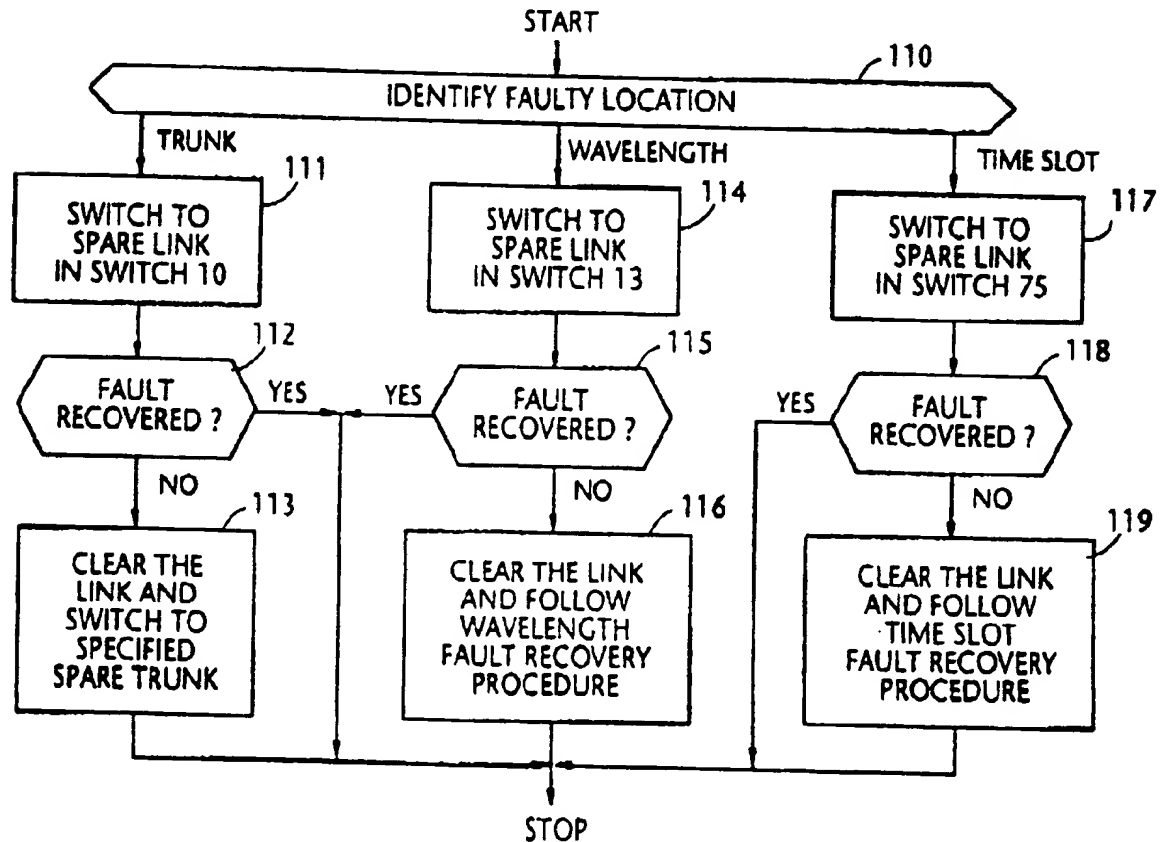 START
110
IDENTIFY FAULTY LOCATION
TRUNK
WAVELENGTH
TIME SLOT
111
SWITCH TO
SPARE LINK
IN SWITCH 10
114
SWITCH TO
SPARE LINK
IN SWITCH 13
117
SWITCH TO
SPARE LINK
IN SWITCH 75
112
FAULT
RECOVERED ?
YES
NO
115
YES
FAULT
RECOVERED ?
NO
118
YES
FAULT
RECOVERED ?
NO
113
CLEAR THE
LINK AND
SWITCH TO
SPECIFIED
SPARE TRUNK
116
CLEAR THE LINK
AND FOLLOW
WAVELENGTH
FAULT RECOVERY
PROCEDURE
119
CLEAR THE LINK
AND FOLLOW
TIME SLOT
FAULT RECOVERY
PROCEDURE
STOP